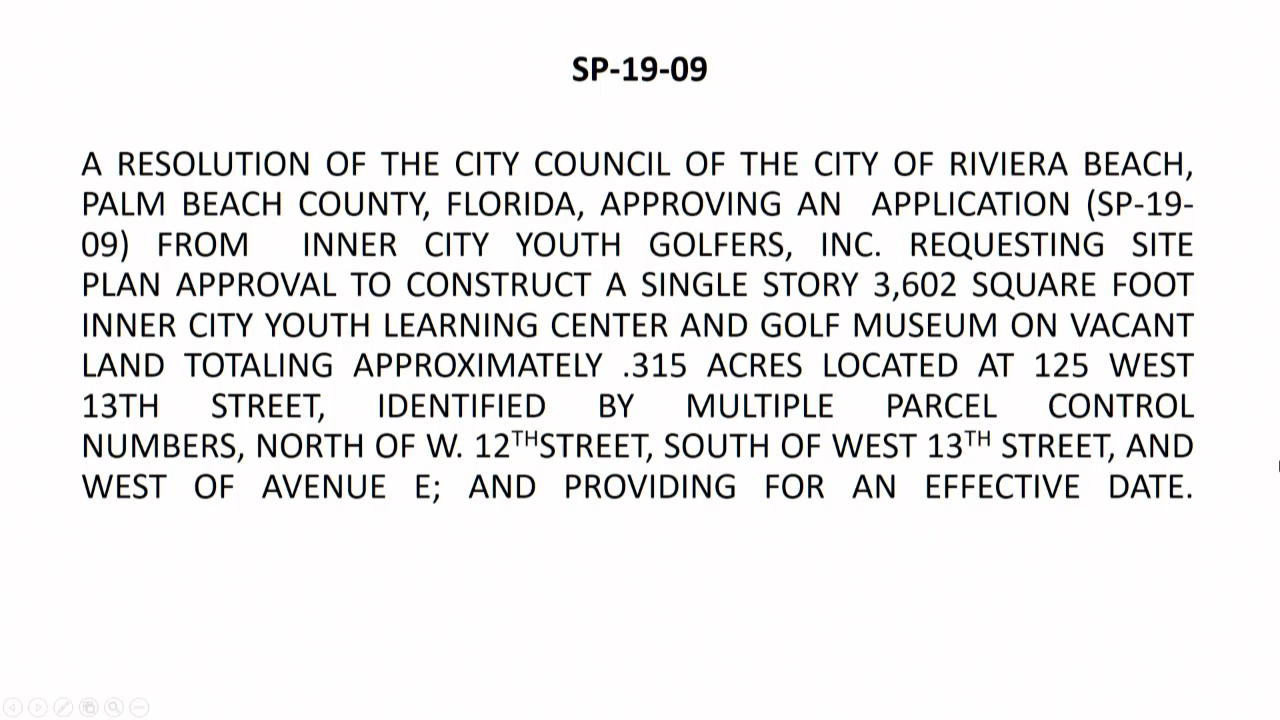 SP-19-09
A RESOLUTION OF THE CITY COUNCIL OF THE CITY OF RIVIERA BEACH,
PALM BEACH COUNTY, FLORIDA, APPROVING AN APPLICATION (SP-19-
09) FROM INNER CITY YOUTH GOLFERS, INC. REQUESTING SITE
PLAN APPROVAL TO CONSTRUCT A SINGLE STORY 3,602 SQUARE FOOT
INNER CITY YOUTH LEARNING CENTER AND GOLF MUSEUM ON VACANT
LAND TOTALING APPROXIMATELY .315 ACRES LOCATED AT 125 WEST
13TH STREET, IDENTIFIED BY MULTIPLE PARCEL CONTROL
NUMBERS, NORTH OF W. 12THSTREET, SOUTH OF WEST 13TH STREET, AND
WEST OF AVENUE E; AND PROVIDING FOR AN EFFECTIVE DATE.